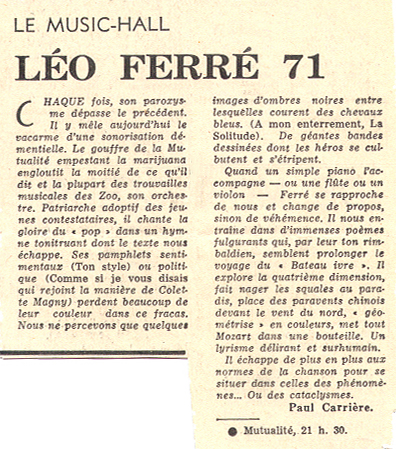 LE MUSIC-HALL
LÉO FERRÉ 71
CHAQUE fois, son paroxys-
me dépasse le précédent.
Il y mêle aujourd'hui le
vacarme d'une sonorisation dé-
mentielle. Le gouffre de la Mu-
tualité empestant la marijuana
engloutit la moitié de ce qu'il
dit et la plupart des trouvailles
musicales des Zoo, son orches-
tre. Patriarche adoptif des jeu-
nes contestataires, il chante la
gloire du « pop » dans un hym-
ne tonitruant dont le texte nous
échappe. Ses pamphlets senti-
mentaux (Ton style) ou politi-
que (Comme si je vous disais
qui rejoint la manière de Colet-
te Magny) perdent beaucoup de
leur couleur dans ce fracas.
Nous ne percevons que quelques
images d'ombres noires entre
lesquelles courent des chevaux
bleus. (A mon enterrement, La
Solitude). De géantes bandes
dessinées dont les héros se cul-
butent et s'étripent.
Quand un simple piano l'ac-
compagne — ou une flûte ou un
violon — Ferré se rapproche
de nous et change de propos,
sinon de véhémence. Il nous en-
traîne dans d'immenses poèmes
fulgurants qui, par leur ton rim-
baldien, semblent prolonger le
voyage du « Bateau ivre ». Il
explore la quatrième dimension,
fait nager les squales au para-
dis, place des paravents chinois
devant le vent du nord, « géo-
métrise » en couleurs, met tout
Mozart dans une bouteille. Un
lyrisme délirant et surhumain.
Il échappe de plus en plus aux
normes de la chanson pour se
situer dans celles des phénomè-
nes... Ou des cataclysmes.
Paul Carrière.
● Mutualité, 21 h. 30.